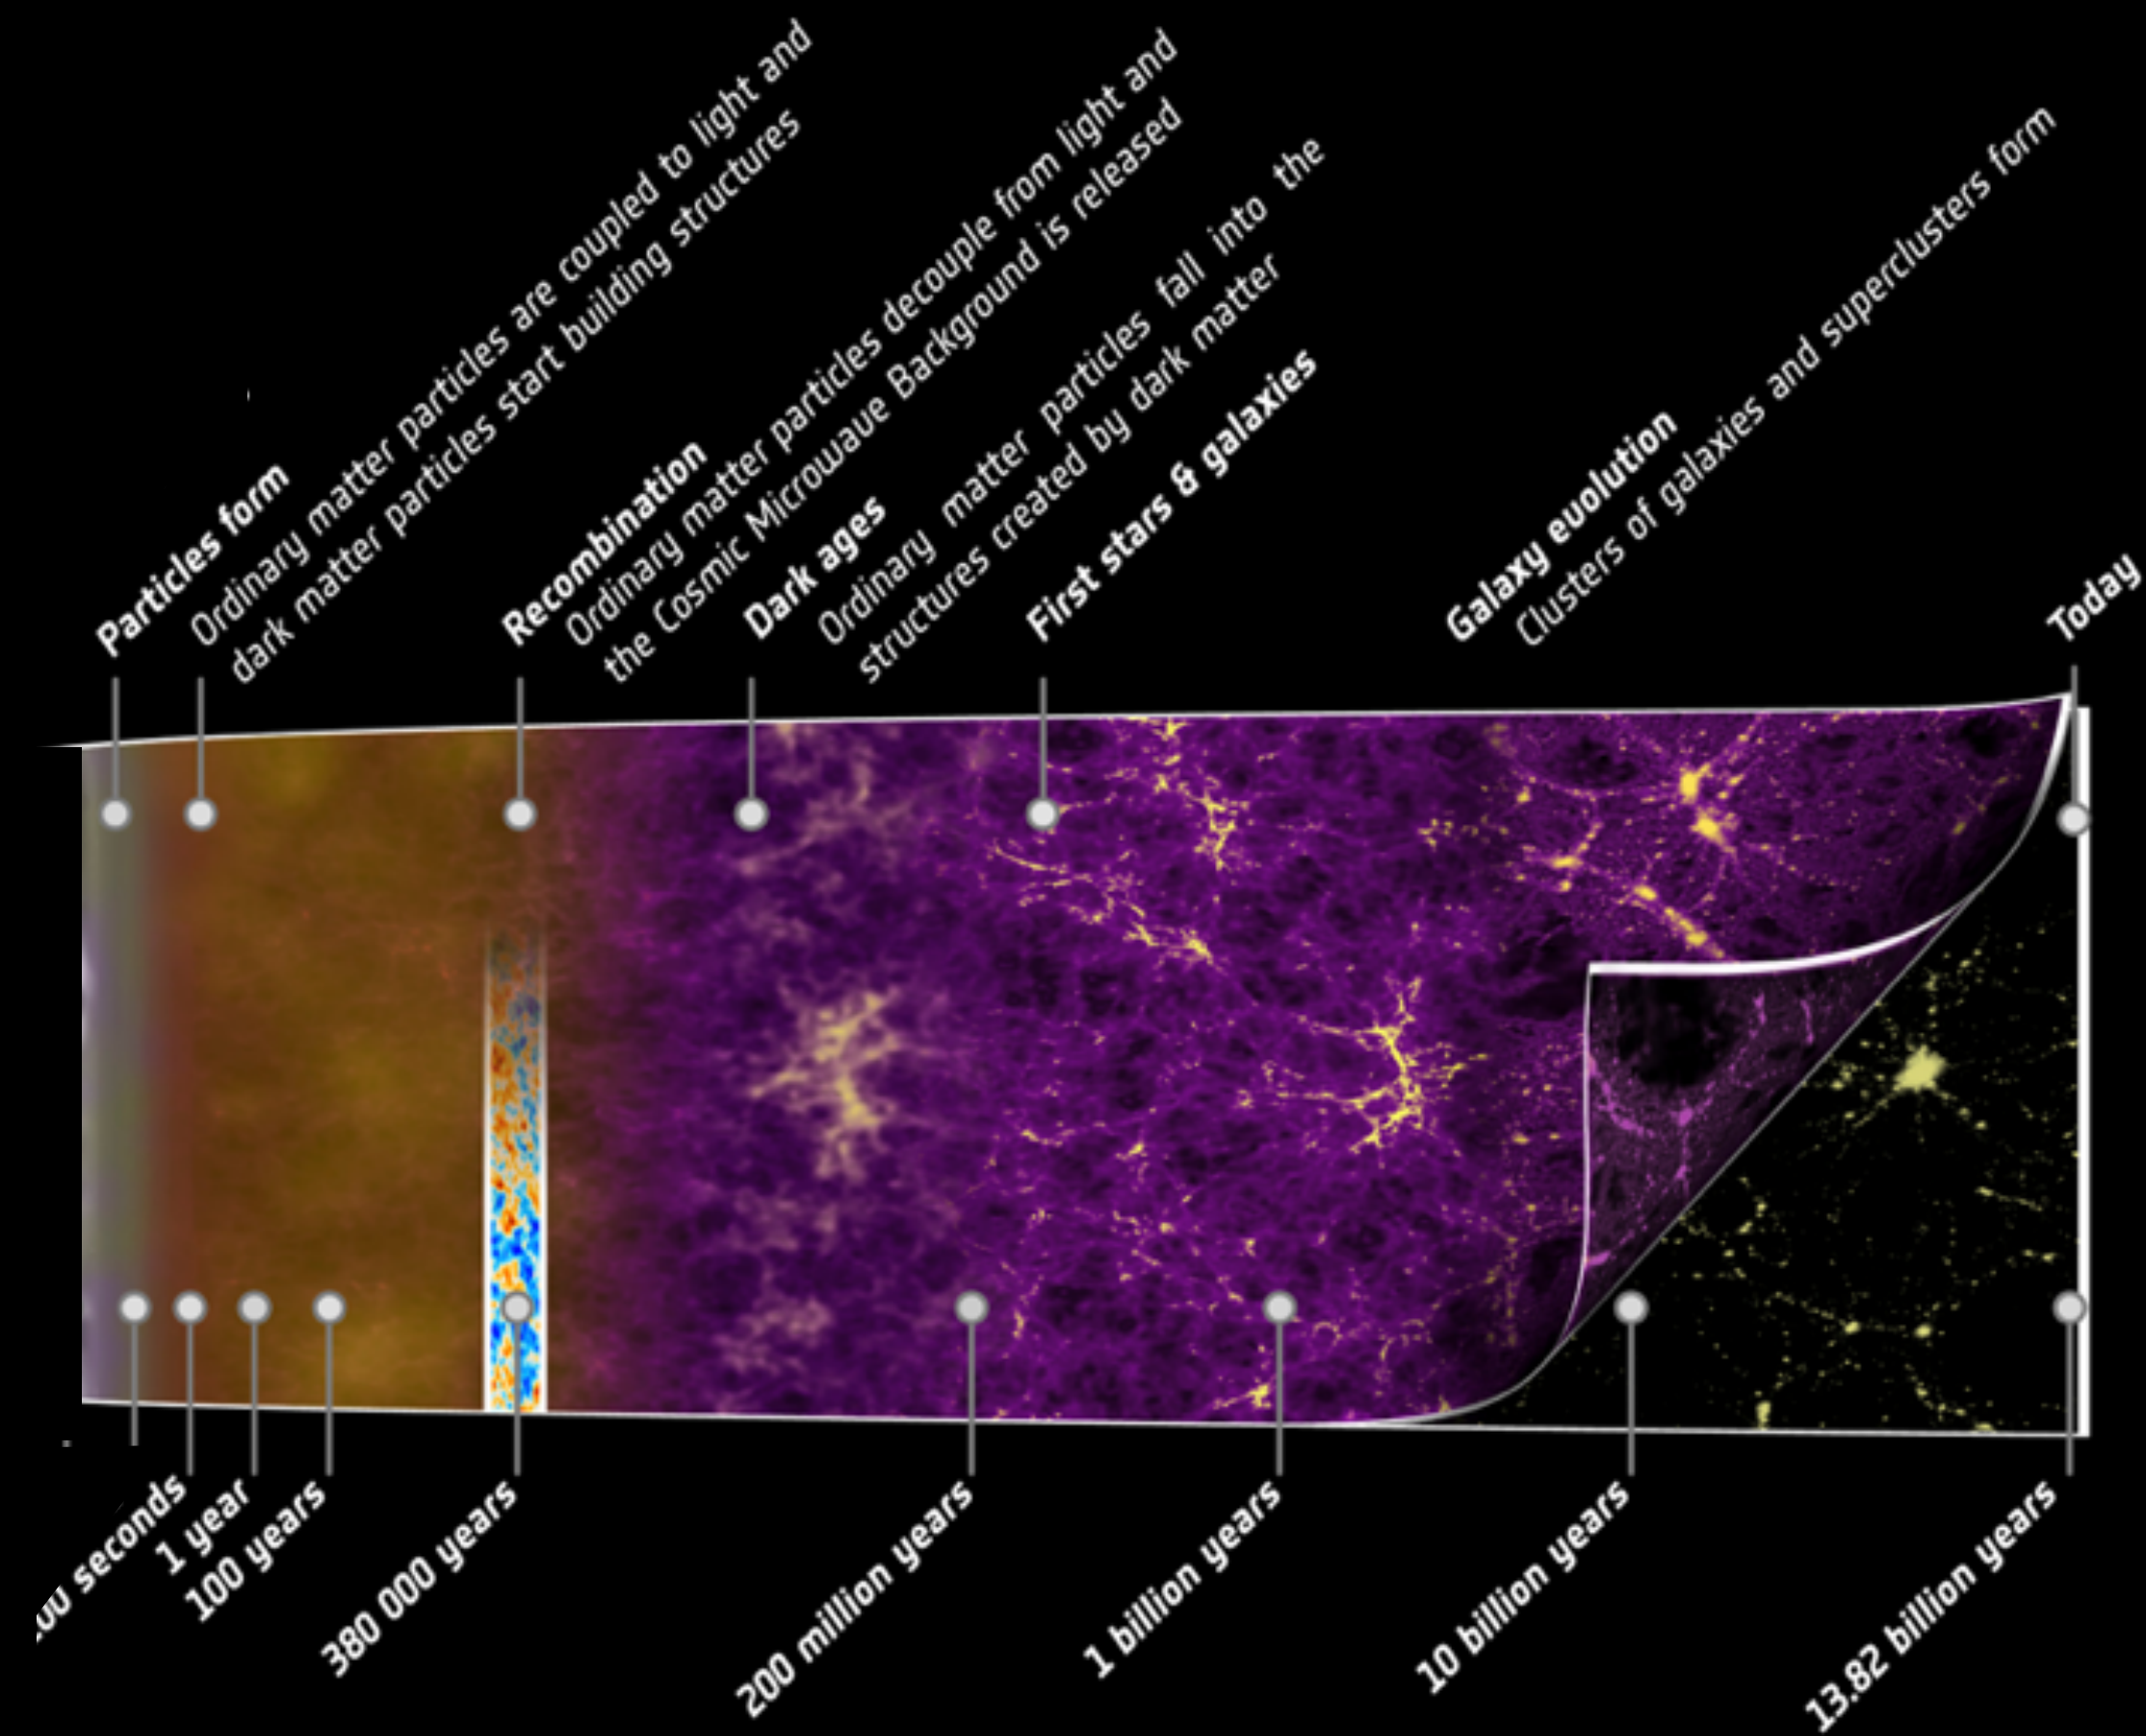 Particles form
Ordinary matter particles are coupled to light and
dark matter particles start building structures
Recombination
Ordinary matter particles decouple from light and
the Cosmic Microwave Background is released
Dark ages
Ordinary matter particles fall into the
structures created by dark matter
First stars & galaxies
Galaxy evolution
Clusters of galaxies and superclusters form
Today
seconds
1 year
100 years
380 000 years
200 million years
1 billion years
10 billion years
13.82 billion years